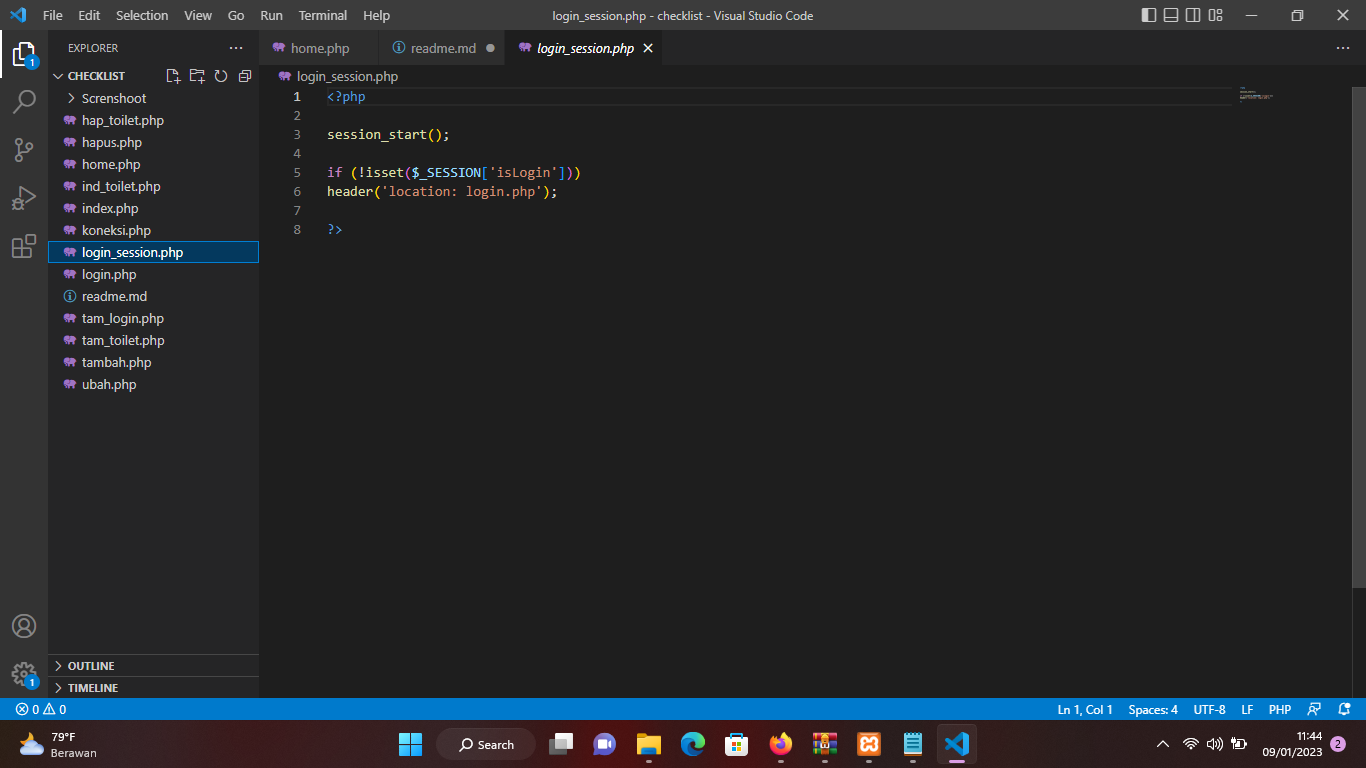 File Edit Selection View Go Run Terminal Help login_session.php - checklist - Visual Studio Code
EXPLORER
CHECKLIST
Screnshoot
hap_toilet.php
hapus.php
home.php
ind_toilet.php
index.php
koneksi.php
login_session.php
login.php
readme.md
tam_login.php
tam_toilet.php
tambah.php
ubah.php
OUTLINE
TIMELINE
1
1
home.php readme.md login_session.php
login_session.php
1 <?php
2
3 session_start();
4
5 if (!isset($_SESSION['isLogin']))
6 header('location: login.php');
7
8 ?>
0 0 Ln 1, Col 1 Spaces: 4 UTF-8 LF PHP
79°F
Berawan
Search
11:44
09/01/2023
2